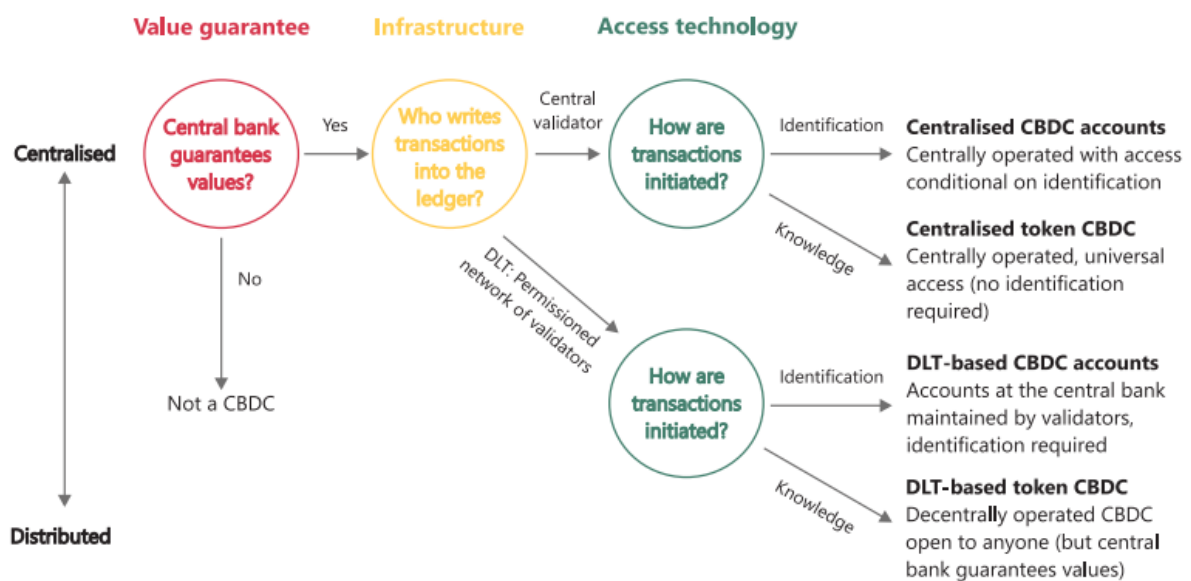 Value guarantee
Infrastructure
Access technology
Centralised
Distributed
Central bank
guarantees
values?
Yes
No
Not a CBDC
Who writes
transactions
into the
ledger?
Central
validator
DLT: Permissioned
network of validators
How are
transactions
initiated?
Identification
Centralised CBDC accounts
Centrally operated with access
conditional on identification
Knowledge
Centralised token CBDC
Centrally operated, universal
access (no identification
required)
How are
transactions
initiated?
Identification
DLT-based CBDC accounts
Accounts at the central bank
maintained by validators,
identification required
Knowledge
DLT-based token CBDC
Decentrally operated CBDC
open to anyone (but central
bank guarantees values)